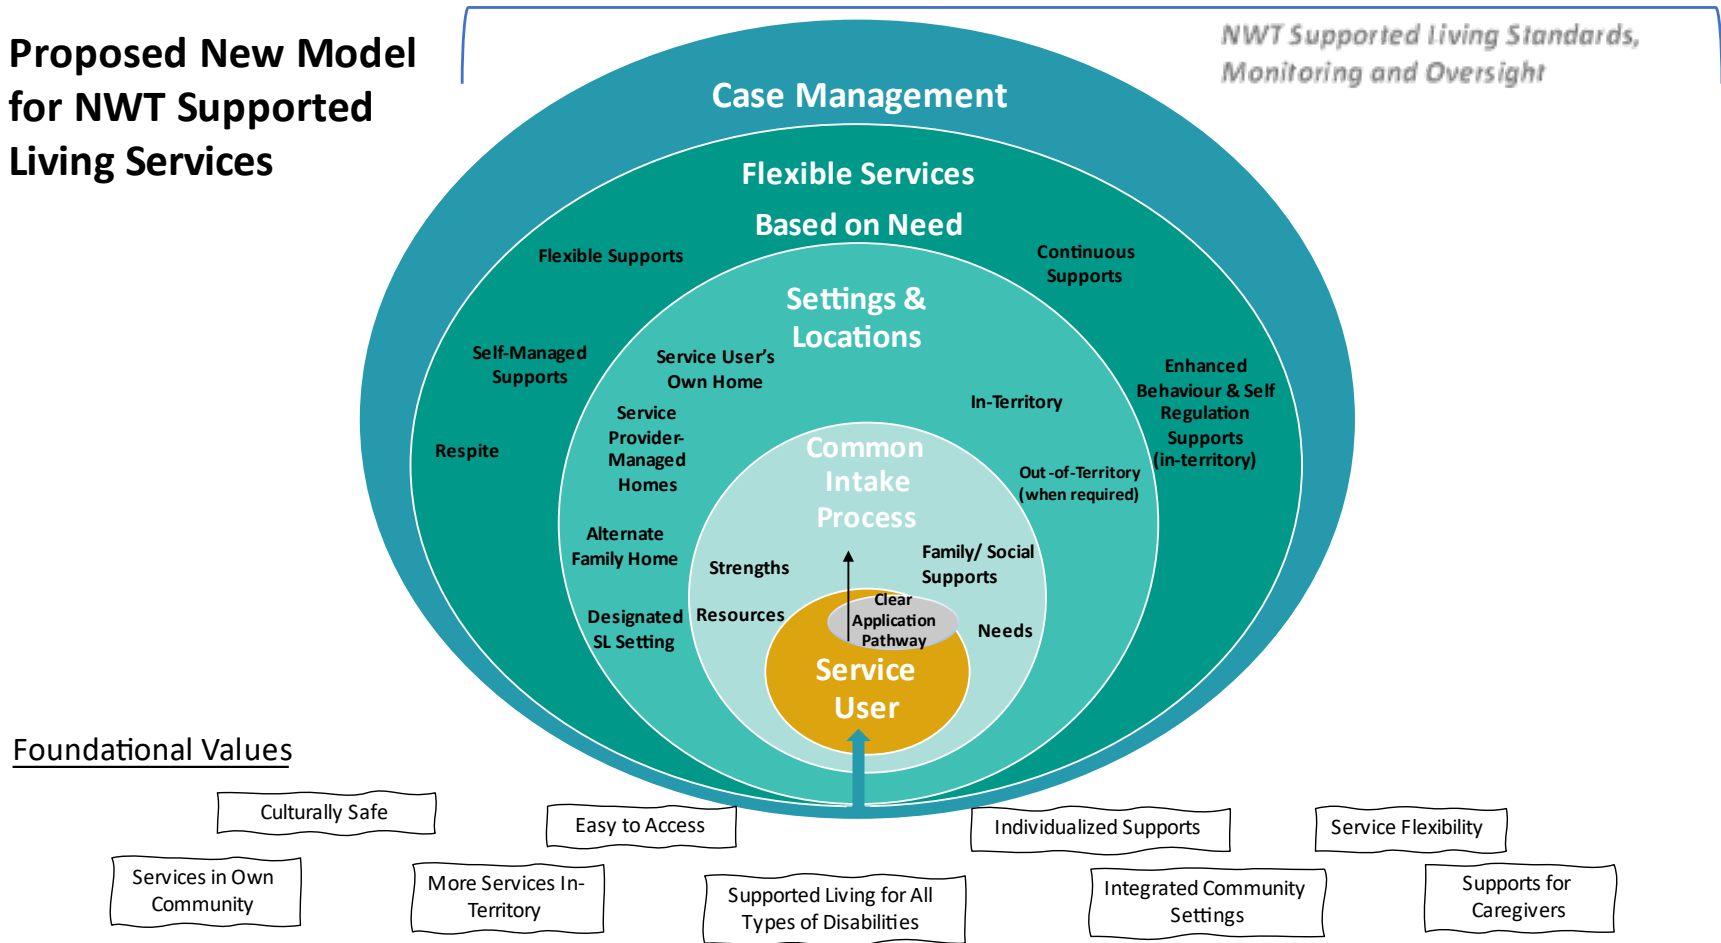 Proposed New Model
for NWT Supported
Living Services
NWT Supported Living Standards,
Monitoring and Oversight
Case Management
Flexible Services
Based on Need
Flexible Supports
Continuous
Supports
Self-Managed
Supports
Respite
Enhanced
Behaviour & Self
Regulation
Supports
(in-territory)
Settings &
Locations
Service User's
Own Home
Service
Provider-
Managed
Homes
Alternate
Family Home
Designated
SL Setting
In-Territory
Out-of-Territory
(when required)
Common
Intake
Process
Strengths
Resources
Family/ Social
Supports
Needs
Clear
Application
Pathway
Service
User
Foundational Values
Culturally Safe
Easy to Access
Individualized Supports
Service Flexibility
Services in Own
Community
More Services In-
Territory
Supported Living for All
Types of Disabilities
Integrated Community
Settings
Supports for
Caregivers